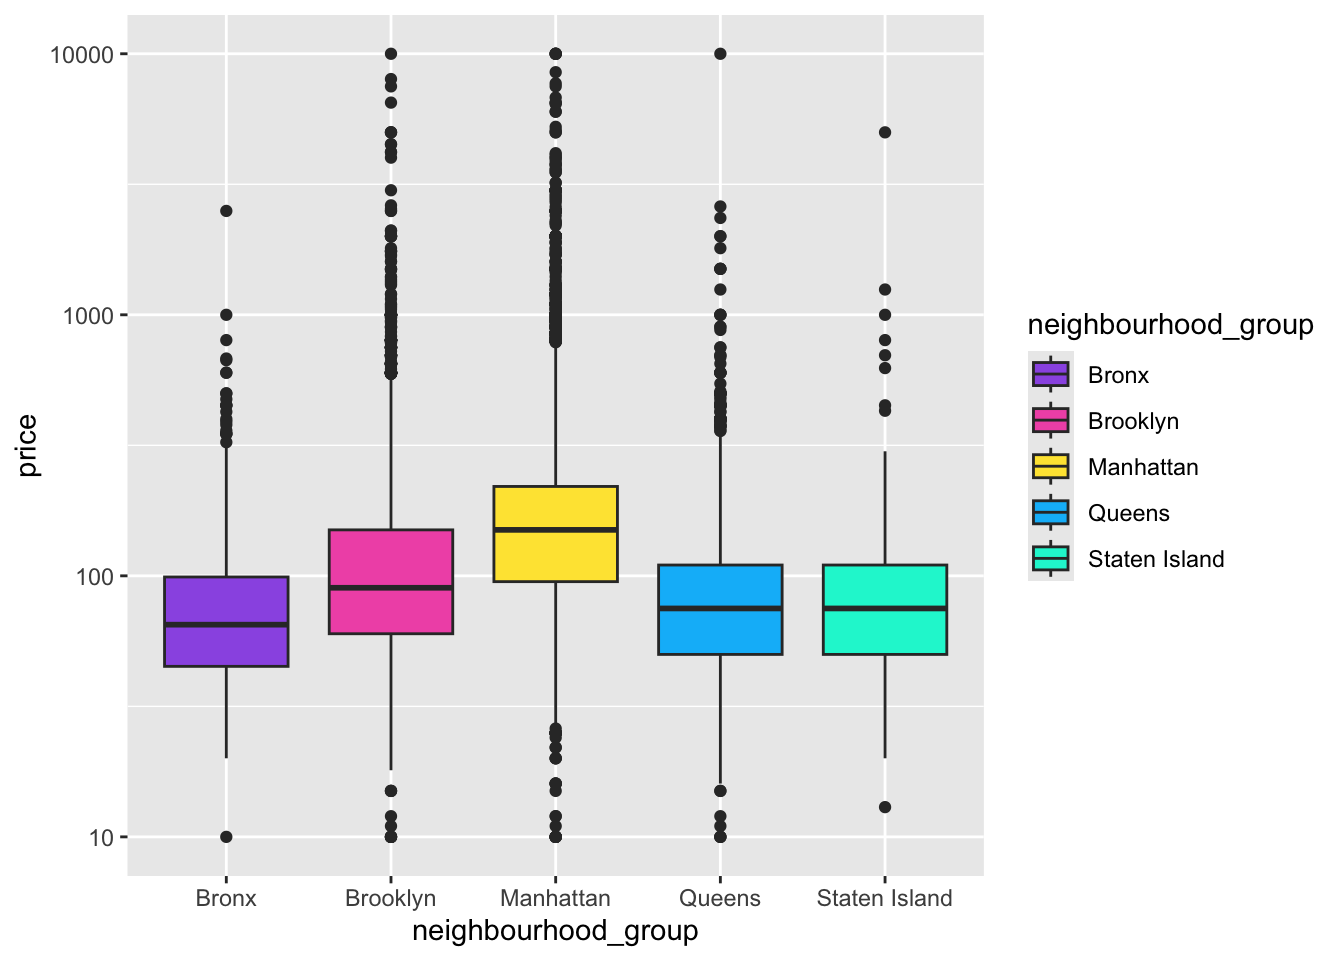 10000
1000
100
10
price
Bronx
Brooklyn
Manhattan
Queens
Staten Island
neighbourhood_group
neighbourhood_group
Bronx
Brooklyn
Manhattan
Queens
Staten Island